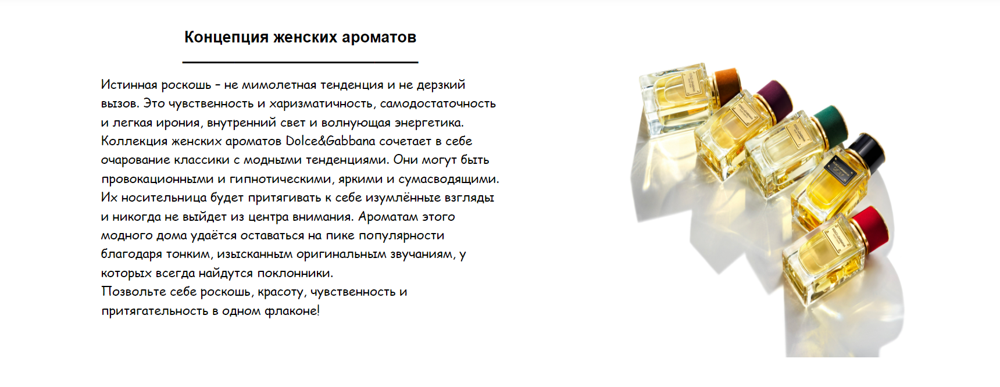 Концепция женских ароматов
Истинная роскошь – не мимолетная тенденция и не дерзкий
вызов. Это чувственность и харизматичность, самодостаточность
и легкая ирония, внутренний свет и волнующая энергетика.
Коллекция женских ароматов Dolce&Gabbana сочетает в себе
очарование классики с модными тенденциями. Они могут быть
провокационными и гипнотическими, яркими и сумасводящими.
Их носительница будет притягивать к себе изумлённые взгляды
и никогда не выйдет из центра внимания. Ароматам этого
модного дома удаётся оставаться на пике популярности
благодаря тонким, изысканным оригинальным звучаниям, у
которых всегда найдутся поклонники.
Позвольте себе роскошь, красоту, чувственность и
притягательность в одном флаконе!